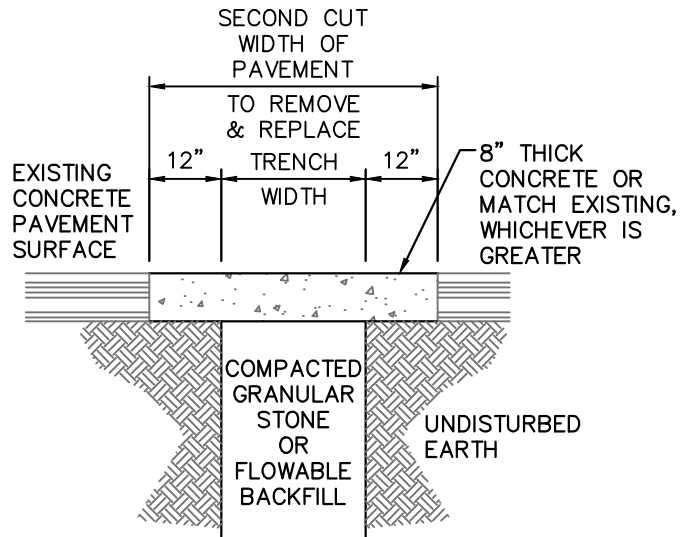 SECOND CUT
WIDTH OF
PAVEMENT
TO REMOVE
& REPLACE
12”
TRENCH
WIDTH
12”
EXISTING
CONCRETE
PAVEMENT
SURFACE
8” THICK
CONCRETE OR
MATCH EXISTING,
WHICHEVER IS
GREATER
COMPACTED
GRANULAR
STONE
OR
FLOWABLE
BACKFILL
UNDISTURBED
EARTH